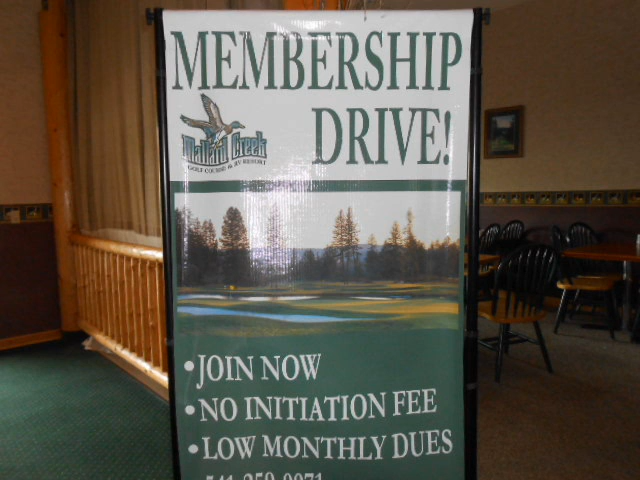 MEMBERSHIP
DRIVE!
Mallard Creek
GOLF COURSE & RV RESORT
•JOIN NOW
•NO INITIATION FEE
•LOW MONTHLY DUES